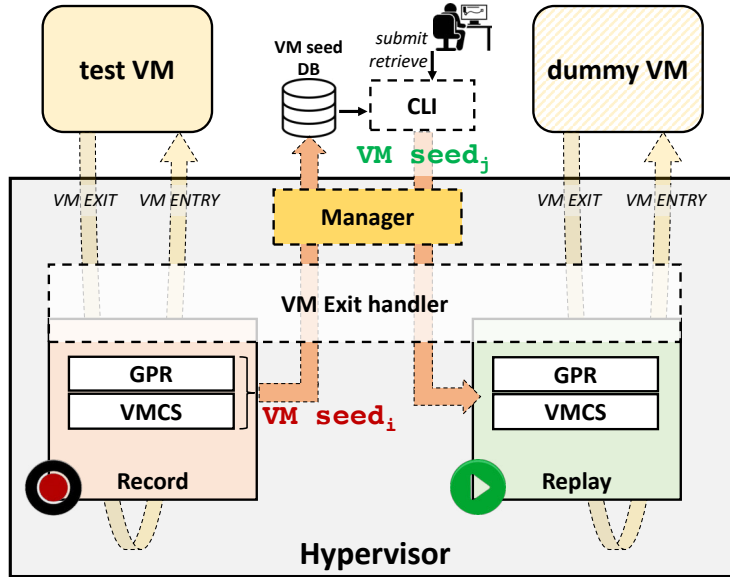 test VM
VM seed
DB
submit
retrieve
CLI
dummy VM
VM seedj
VM EXIT
VM ENTRY
Manager
VM EXIT
VM ENTRY
VM Exit handler
GPR
VMCS
VM seedi
Record
GPR
VMCS
Replay
Hypervisor